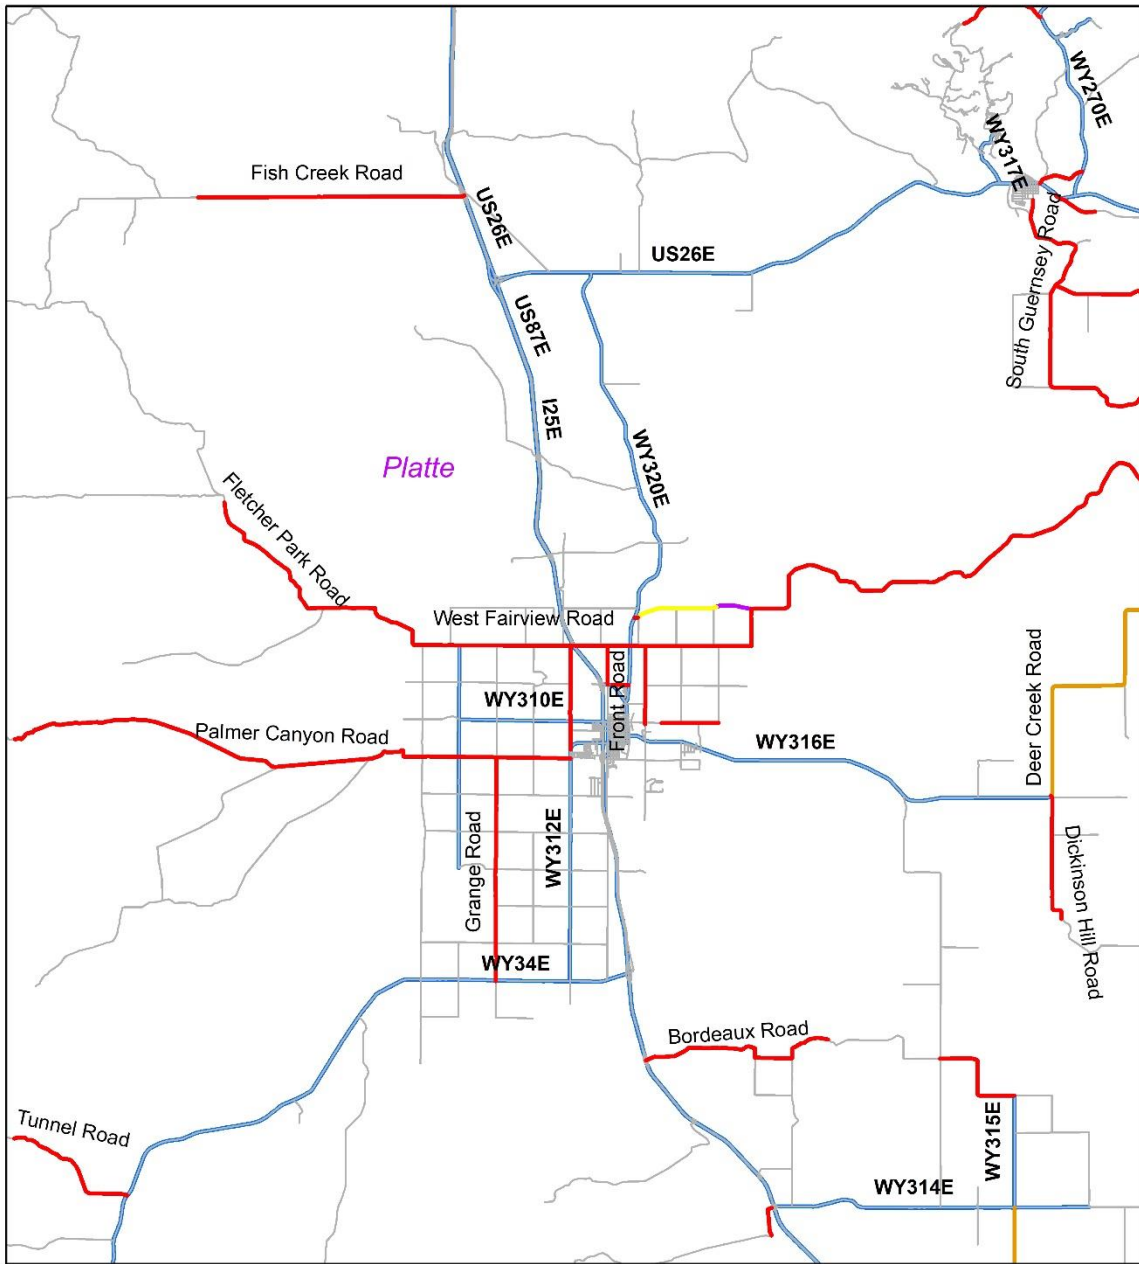 WY270E
WY317E
Fish Creek Road
US26E
US26E
South Guernsey Road
US87E
I25E
WY320E
Platte
Fletcher Park Road
West Fairview Road
Deer Creek Road
Front Road
WY310E
Palmer Canyon Road
WY316E
WY312E
Grange Road
Dickinson Hill Road
WY34E
Bordeaux Road
WY315E
Tunnel Road
WY314E